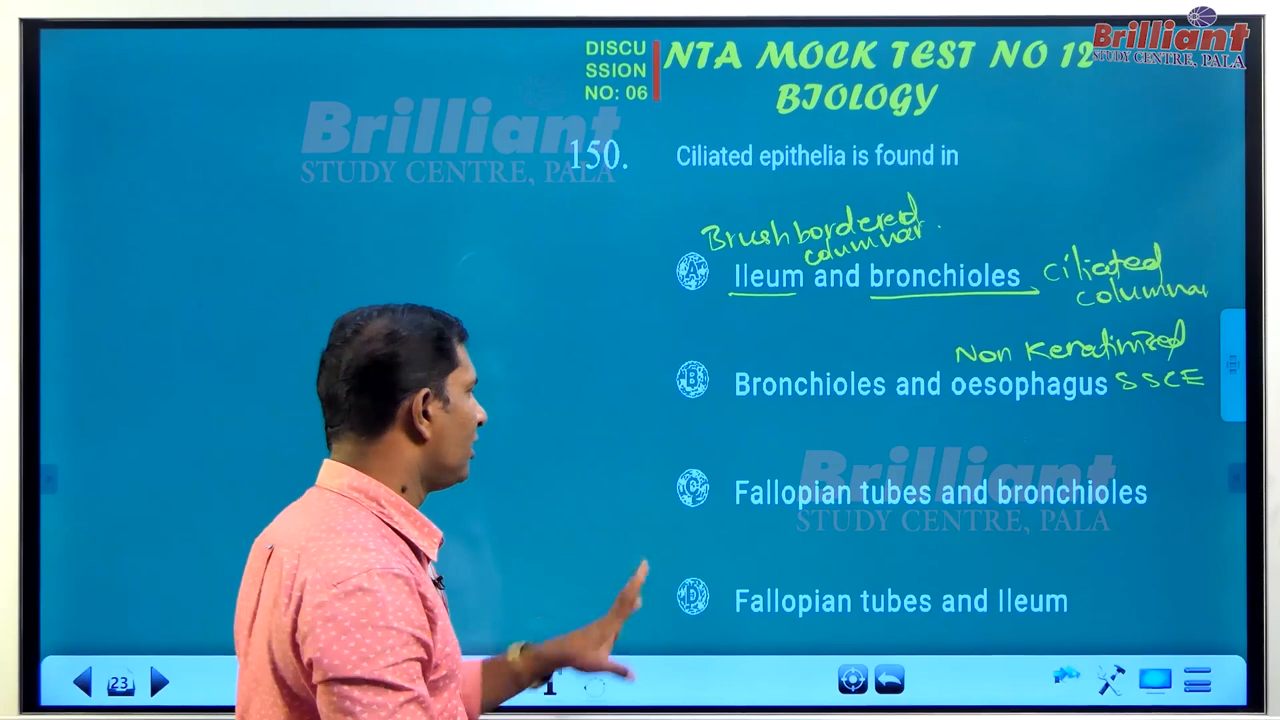 DISCU
SSION
NO: 06
NTA MOCK TEST NO 12
BIOLOGY
Brilliant
STUDY CENTRE, PALA
Brilliant
STUDY CENTRE, PALA
150. Ciliated epithelia is found in
Brush bordered
columnar
A Ileum and bronchioles
Ciliated
columnar
Non Keratinized
B Bronchioles and oesophagus SSCE
Brilliant
STUDY CENTRE, PALA
C Fallopian tubes and bronchioles
D Fallopian tubes and Ileum
23